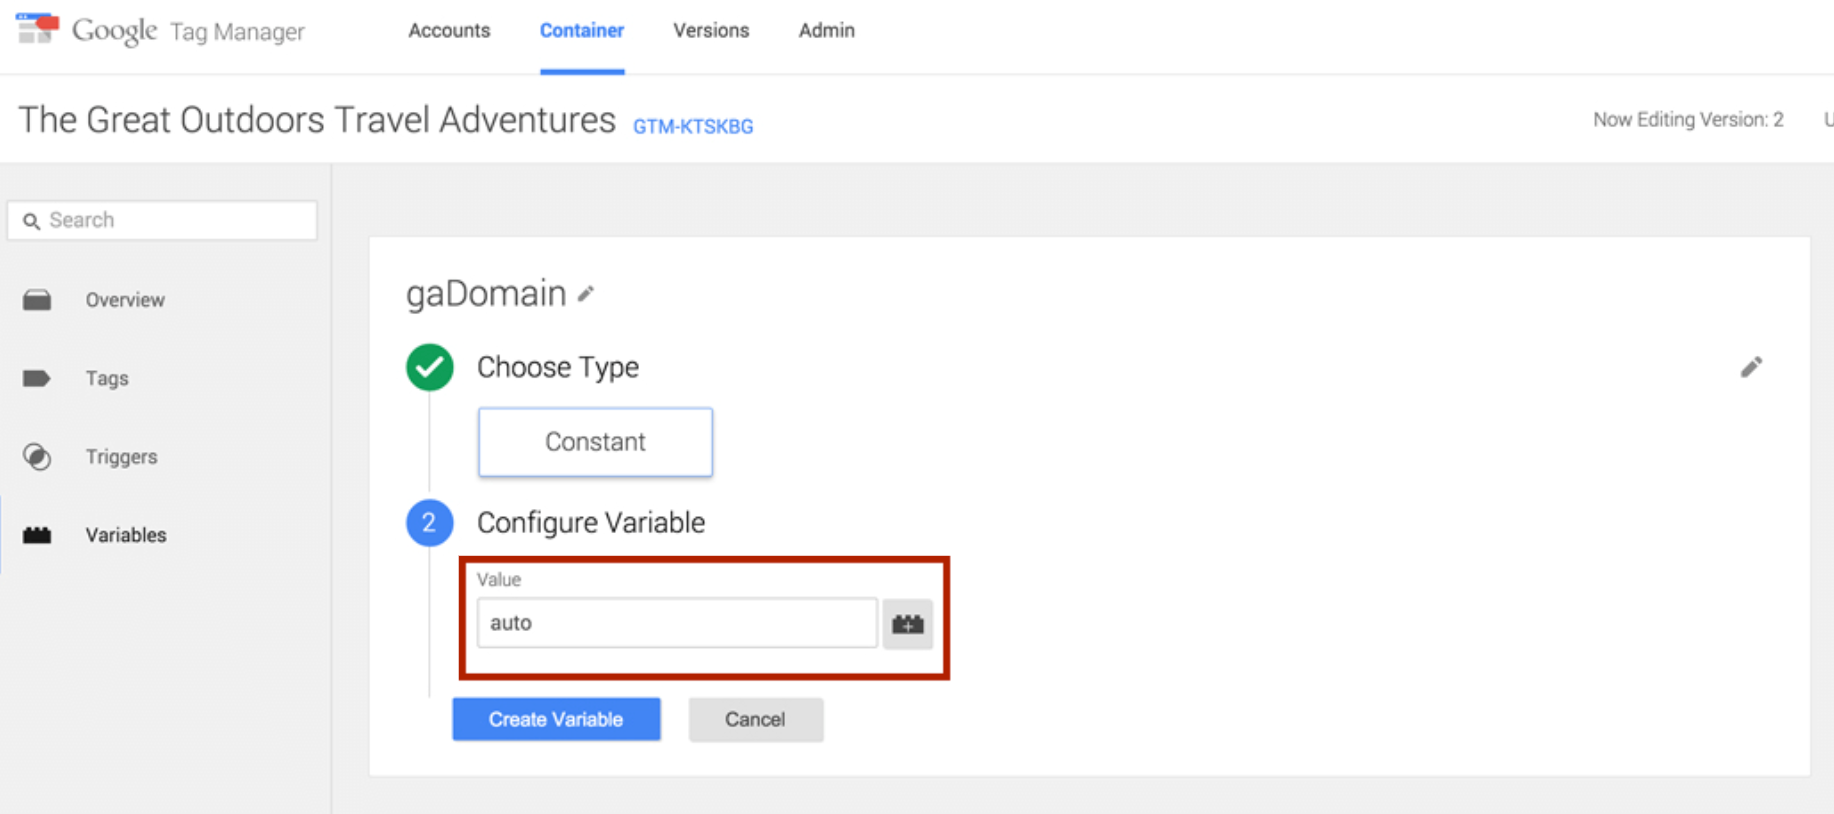 Google Tag Manager
Accounts
Container
Versions
Admin
The Great Outdoors Travel Adventures GTM-KTSKBG
Now Editing Version: 2
U
Search
Overview
Tags
Triggers
Variables
gaDomain
Choose Type
Constant
2 Configure Variable
Value
auto
Create Variable
Cancel